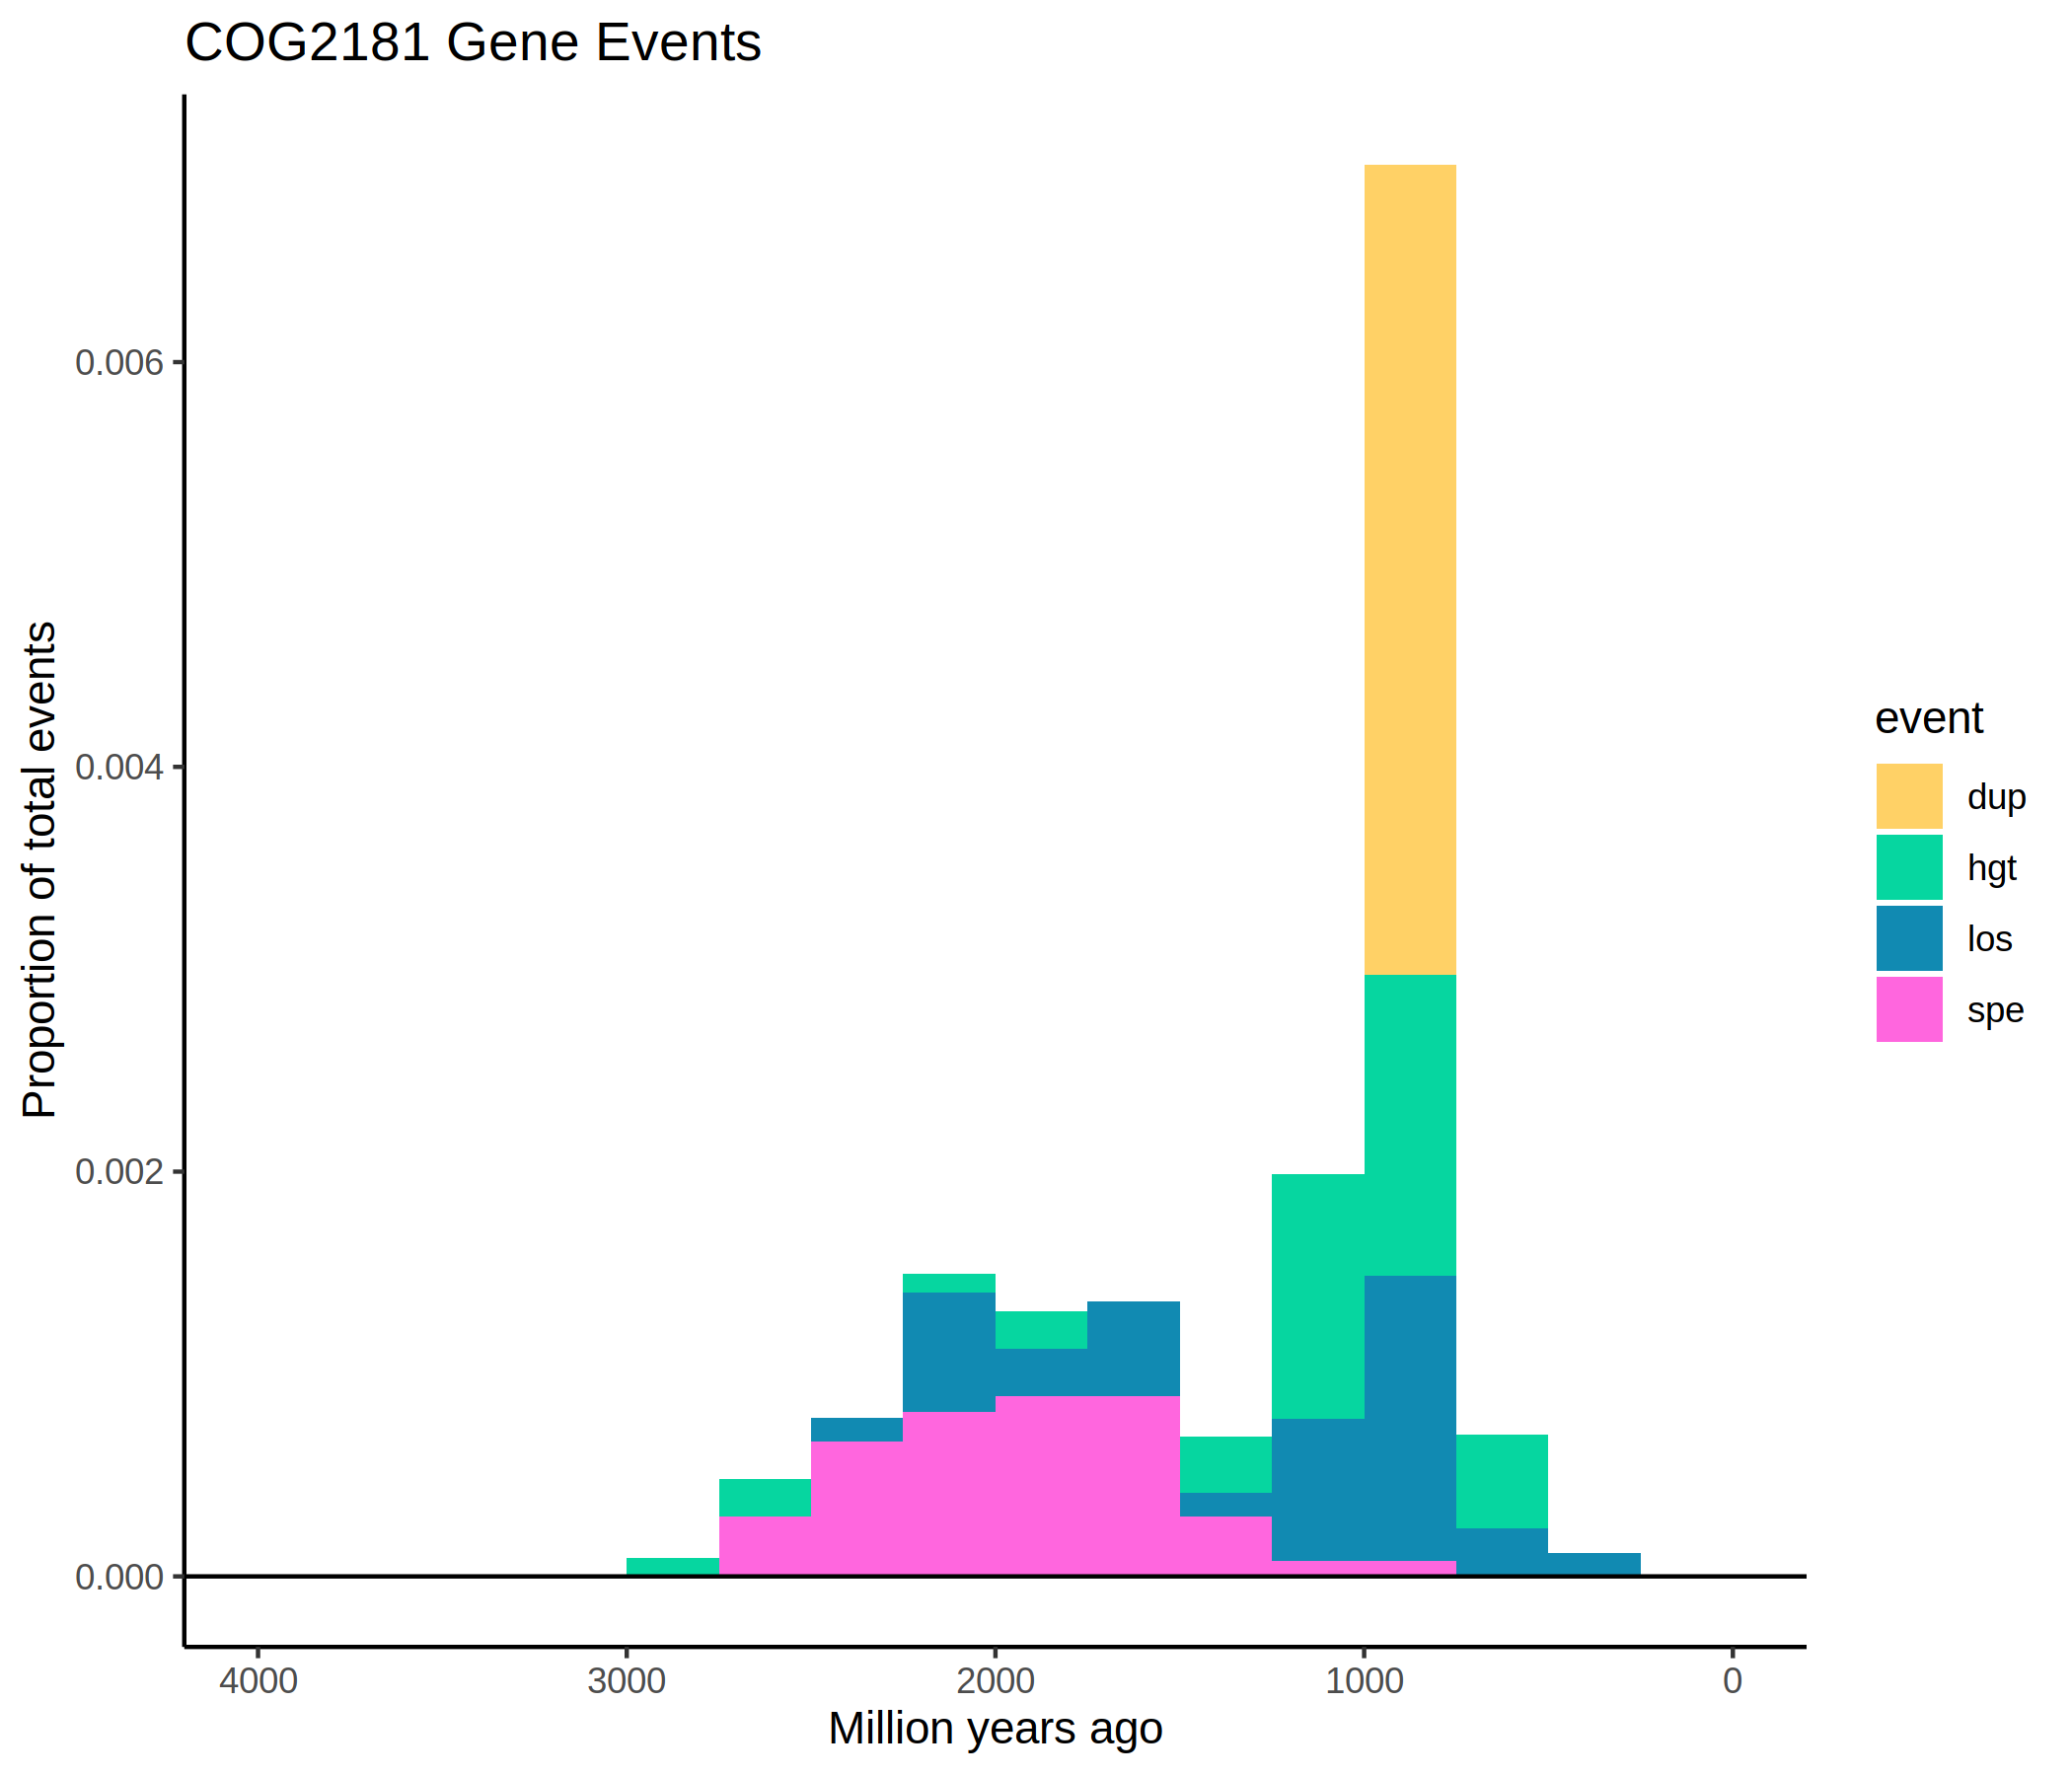 COG2181 Gene Events
Proportion of total events
0.006
0.004
0.002
0.000
4000 3000 2000 1000 0
Million years ago
event
dup
hgt
los
spe